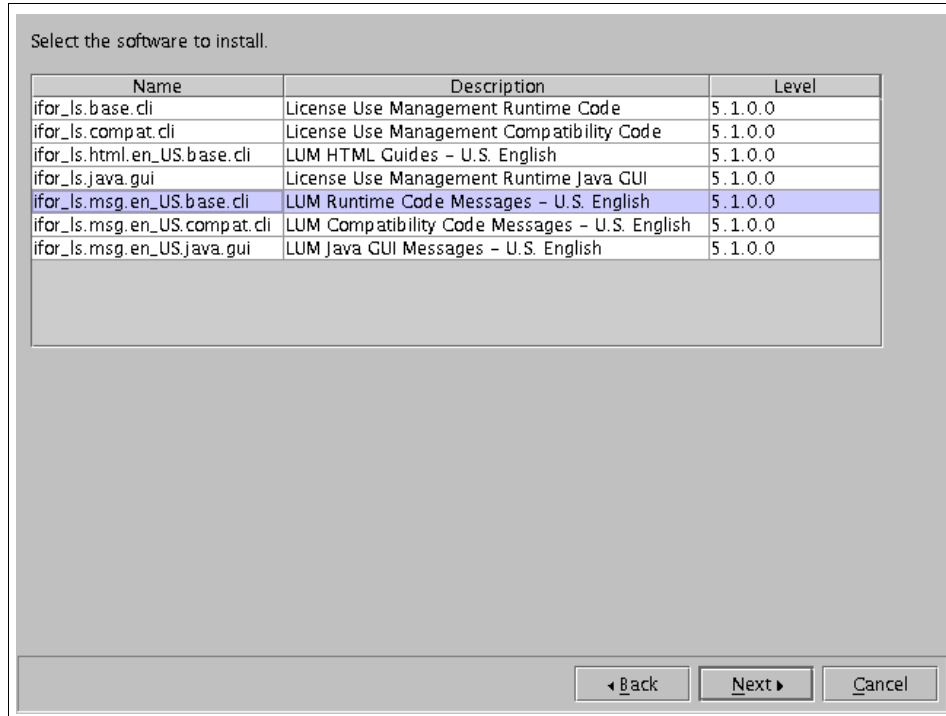 Select the software to install.
Name Description Level
ifor_ls.base.cli License Use Management Runtime Code 5.1.0.0
ifor_ls.compat.cli License Use Management Compatibility Code 5.1.0.0
ifor_ls.html.en_US.base.cli LUM HTML Guides – U.S. English 5.1.0.0
ifor_ls.java.gui License Use Management Runtime Java GUI 5.1.0.0
ifor_ls.msg.en_US.base.cli LUM Runtime Code Messages – U.S. English 5.1.0.0
ifor_ls.msg.en_US.compat.cli LUM Compatibility Code Messages – U.S. English 5.1.0.0
ifor_ls.msg.en_US.java.gui LUM Java GUI Messages – U.S. English 5.1.0.0
Back Next Cancel